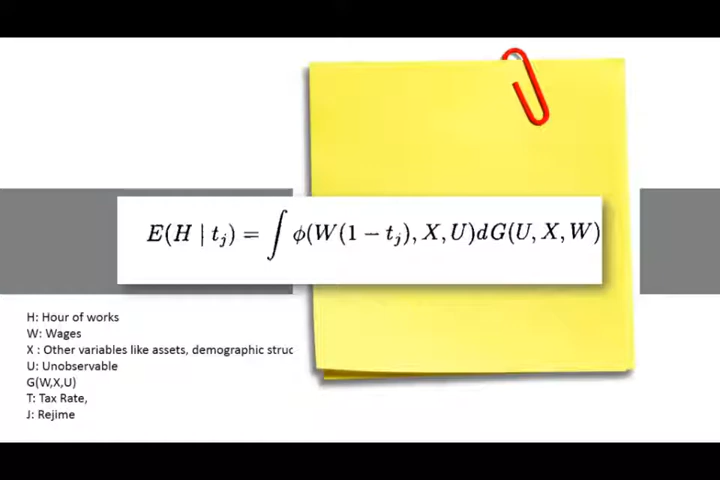 E(H | t_j) = ∫ ϕ(W(1 − t_j), X, U)dG(U, X, W)
H: Hour of works
W: Wages
X : Other variables like assets, demographic struc
U: Unobservable
G(W,X,U)
T: Tax Rate,
J: Rejime